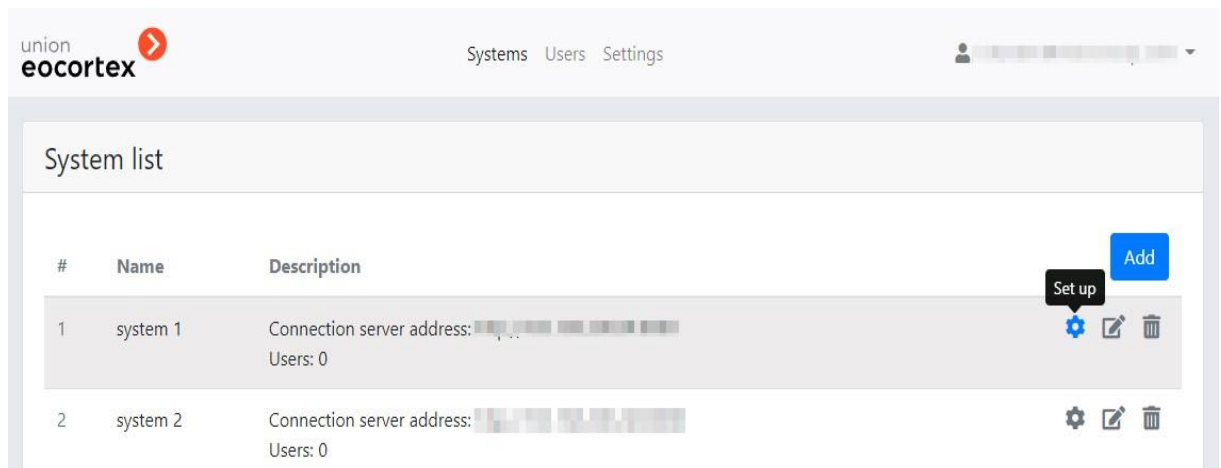 union
eocortex
Systems Users Settings
System list
# Name Description Add
Set up
1 system 1 Connection server address:
Users: 0
2 system 2 Connection server address:
Users: 0